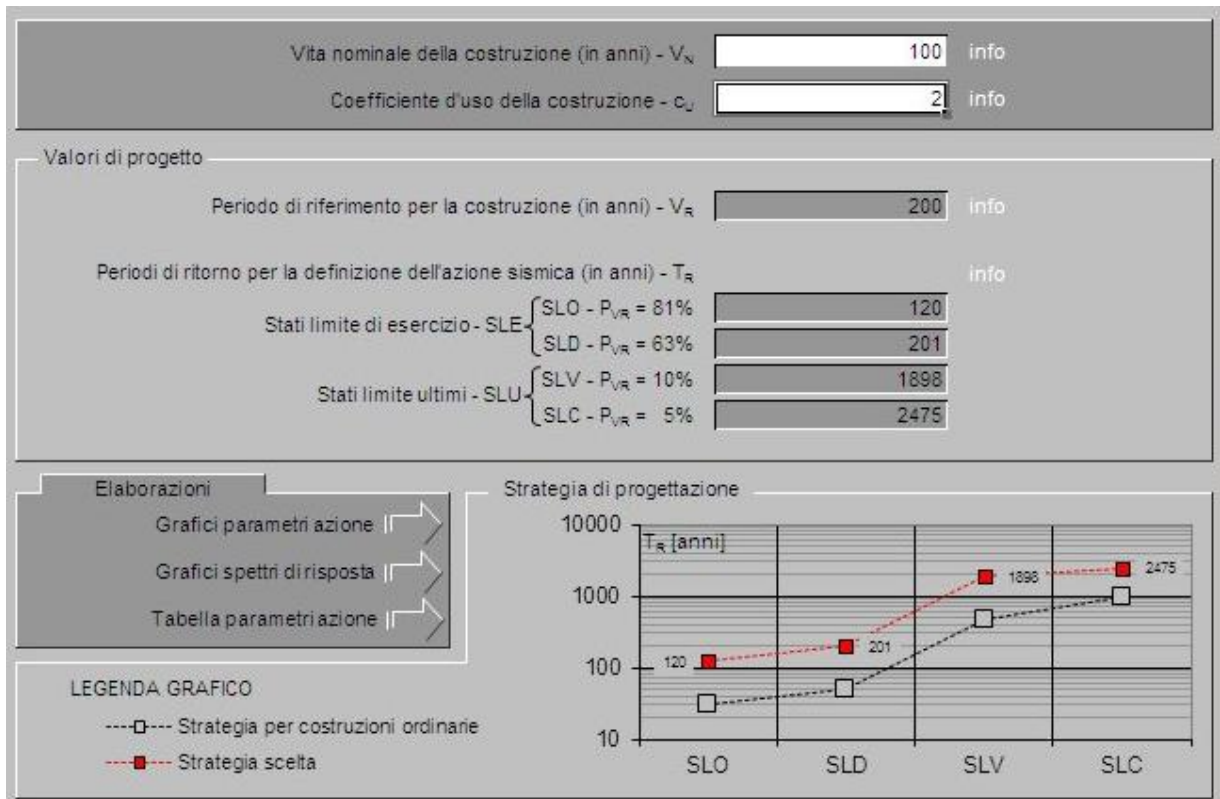 Vita nominale della costruzione (in anni) - VN 100 info
Coefficiente d'uso della costruzione - cU 2 info
Valori di progetto
Periodo di riferimento per la costruzione (in anni) - VR 200 info
Periodi di ritorno per la definizione dell'azione sismica (in anni) - TR info
Stati limite di esercizio - SLE
SLO - PVR = 81% 120
SLD - PVR = 63% 201
Stati limite ultimi - SLU
SLV - PVR = 10% 1898
SLC - PVR = 5% 2475
Elaborazioni
Grafici parametri azione
Grafici spettri di risposta
Tabella parametri azione
Strategia di progettazione
TR [anni]
10000
1000
100
10
120
201
1898
2475
SLO SLD SLV SLC
LEGENDA GRAFICO
Strategia per costruzioni ordinarie
Strategia scelta